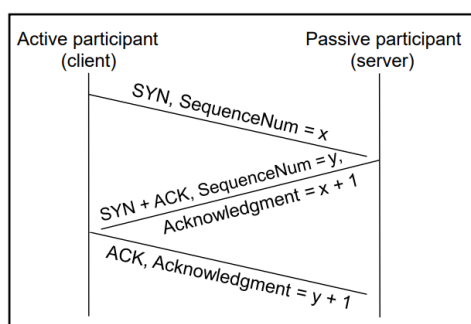 Active participant
(client)
Passive participant
(server)
SYN, SequenceNum = x
SYN + ACK, SequenceNum = y,
Acknowledgment = x + 1
ACK, Acknowledgment = y + 1